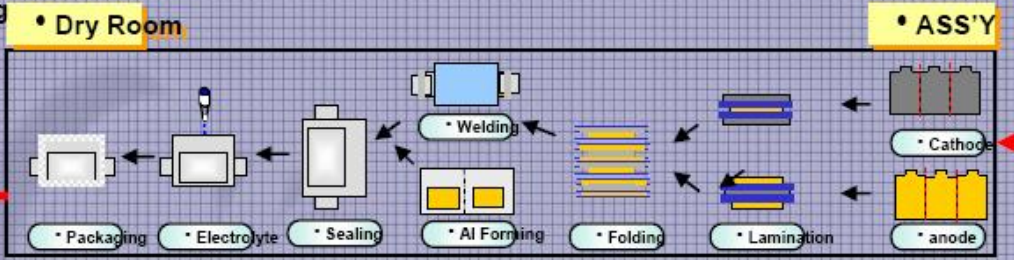 • Dry Room
• ASS'Y
• Welding
• Cathode
• Packaging
• Electrolyte
• Sealing
• Al Forming
• Folding
• Lamination
• anode